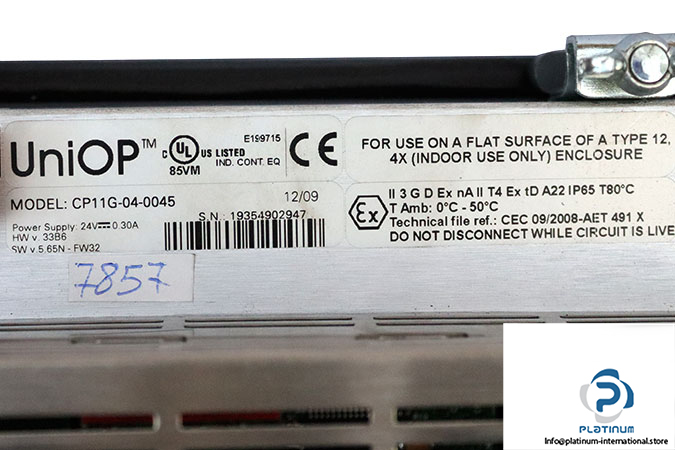 UniOP™
C UL US LISTED
85VM
IND. CONT. EQ
E199715
CE
MODEL: CP11G-04-0045
12/09
Power Supply: 24V⎓0.30A
HW v. 33B6
SW v 5.65N - FW32
S.N.: 19354902947
FOR USE ON A FLAT SURFACE OF A TYPE 12,
4X (INDOOR USE ONLY) ENCLOSURE
Ex
II 3 G D Ex nA II T4 Ex tD A22 IP65 T80°C
T Amb: 0°C - 50°C
Technical file ref.: CEC 09/2008-AET 491 X
DO NOT DISCONNECT WHILE CIRCUIT IS LIVE
7857
PLATINUM
INTERNATIONAL
Info@platinum-international.store